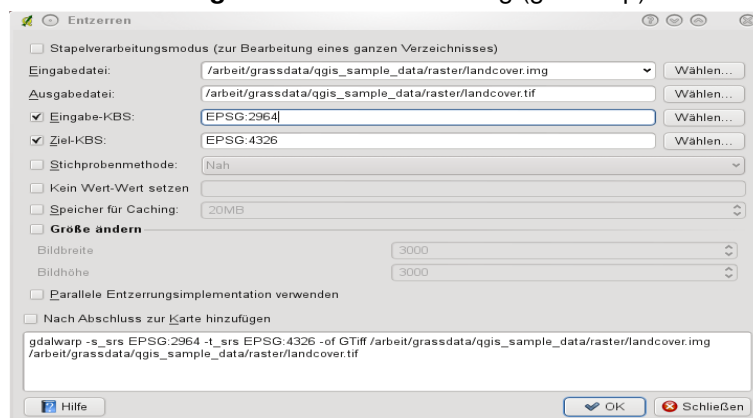 Entzerren
Stapelverarbeitungsmodus (zur Bearbeitung eines ganzen Verzeichnisses)
Eingabedatei: /arbeit/grassdata/qgis_sample_data/raster/landcover.img Wählen...
Ausgabedatei: /arbeit/grassdata/qgis_sample_data/raster/landcover.tif Wählen...
Eingabe-KBS: EPSG:2964 Wählen...
Ziel-KBS: EPSG:4326 Wählen...
Stichprobenmethode: Nah
Kein Wert-Wert setzen
Speicher für Caching: 20MB
Größe ändern
Bildbreite 3000
Bildhöhe 3000
Parallele Entzerrungsimplementation verwenden
Nach Abschluss zur Karte hinzufügen
gdalwarp -s_srs EPSG:2964 -t_srs EPSG:4326 -of GTiff /arbeit/grassdata/qgis_sample_data/raster/landcover.img
/arbeit/grassdata/qgis_sample_data/raster/landcover.tif
Hilfe OK Schließen